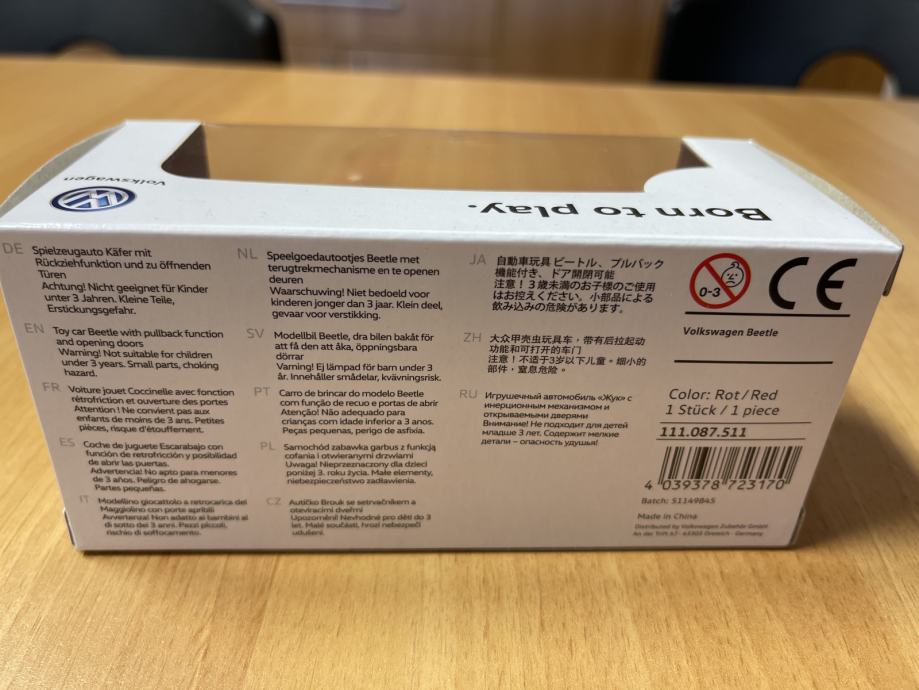 Volkswagen
Born to play.
DE Spielzeugauto Käfer mit
Rückziehfunktion und zu öffnenden
Türen
Achtung! Nicht geeignet für Kinder
unter 3 Jahren. Kleine Teile,
Erstickungsgefahr.
EN Toy car Beetle with pullback function
and opening doors
Warning! Not suitable for children
under 3 years. Small parts, choking
hazard.
FR Voiture jouet Coccinelle avec fonction
rétrofriction et ouverture des portes
Attention ! Ne convient pas aux
enfants de moins de 3 ans. Petites
pièces, risque d'étouffement.
ES Coche de juguete Escarabajo con
función de retrofricción y posibilidad
de abrir las puertas.
Advertencia! No apto para menores
de 3 años. Peligro de ahogarse.
Partes pequeñas.
IT Modellino giocattolo a retrocarica del
Maggiolino con porte apribili
Avvertenza! Non adatto ai bambini al
di sotto dei 3 anni. Pezzi piccoli,
rischio di soffocamento.
NL Speelgoedautootjes Beetle met
terugtrekmechanisme en te openen
deuren
Waarschuwing! Niet bedoeld voor
kinderen jonger dan 3 jaar. Klein deel,
gevaar voor verstikking.
SV Modellbil Beetle, dra bilen bakåt för
att få den att åka, öppningsbara
dörrar
Varning! Ej lämpad för barn under 3
år. Innehåller smådelar, kvävningsrisk.
PT Carro de brincar do modelo Beetle
com função de recuo e portas de abrir
Atenção! Não adequado para
crianças com idade inferior a 3 anos.
Peças pequenas, perigo de asfixia.
PL Samochód zabawka garbus z funkcją
cofania i otwieranymi drzwiami
Uwaga! Nieprzeznaczony dla dzieci
poniżej 3. roku życia. Małe elementy,
niebezpieczeństwo zadławienia.
CZ Autíčko Brouk se setrvačníkem a
otevíracími dveřmi
Upozornění! Nevhodné pro děti do 3
let. Malé součásti, hrozí nebezpečí
udušení.
JA 自動車玩具 ビートル、プルバック
機能付き、ドア開閉可能
注意！３歳未満のお子様のご使用
はお控えください。小部品による
飲み込みの危険があります。
ZH 大众甲壳虫玩具车，带有后拉起动
功能和可打开的车门
注意！不适于3岁以下儿童。细小的
部件，窒息危险。
RU Игрушечный автомобиль «Жук» с
инерционным механизмом и
открываемыми дверями
Внимание! Не подходит для детей
младше 3 лет. Содержит мелкие
детали – опасность удушья!
0-3 CE
Volkswagen Beetle
Color: Rot/Red
1 Stück / 1 piece
111.087.511
4 039378 723170
Batch: 51149845
Made in China
Distributed by Volkswagen Zubehör GmbH
An der Trift 67 · 63303 Dreieich · Germany